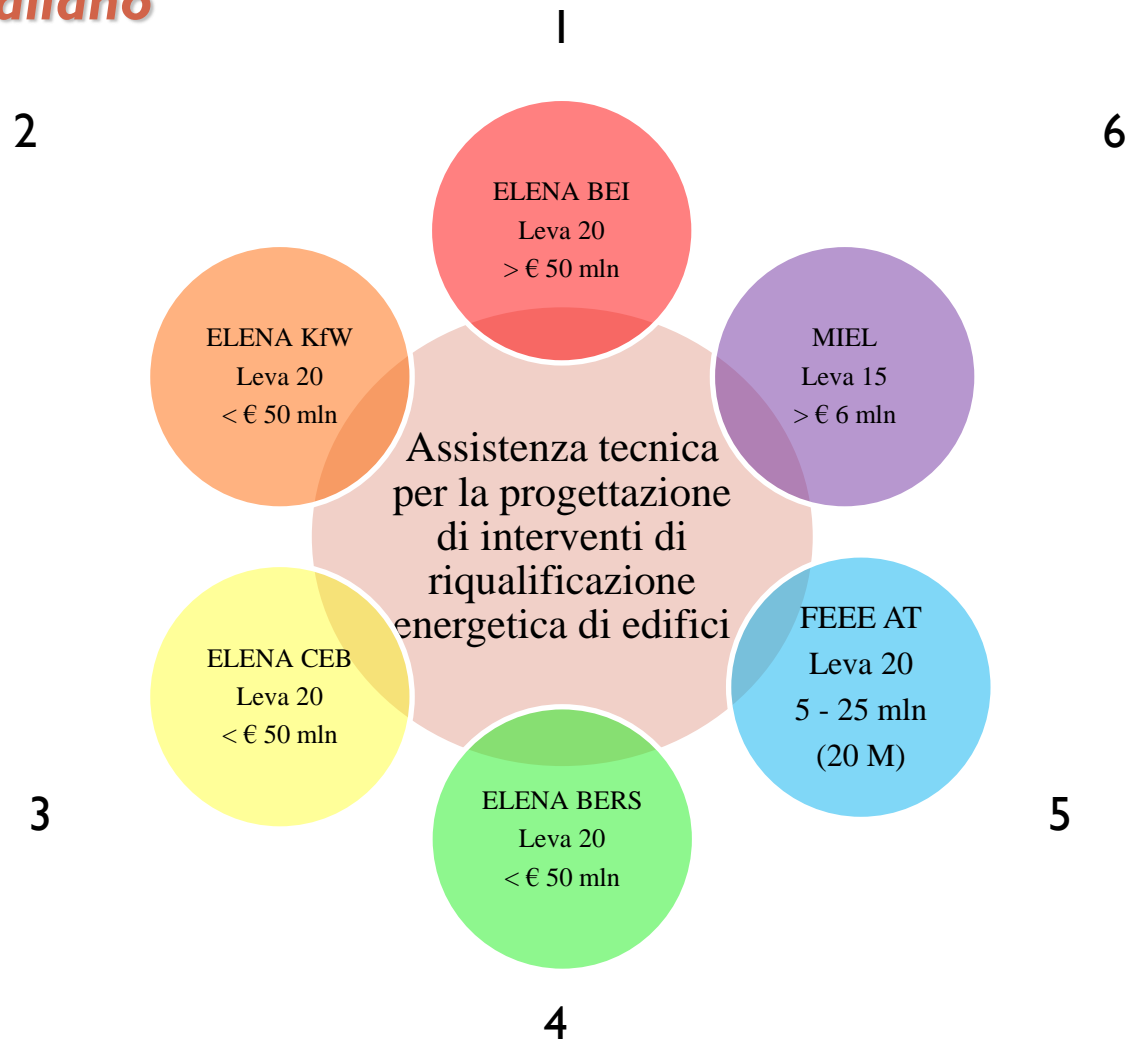 1
2
6
ELENA BEI
Leva 20
> € 50 mln
ELENA KfW
Leva 20
< € 50 mln
MIEL
Leva 15
> € 6 mln
Assistenza tecnica
per la progettazione
di interventi di
riqualificazione
energetica di edifici
FEEE AT
Leva 20
5 - 25 mln
(20 M)
ELENA CEB
Leva 20
< € 50 mln
ELENA BERS
Leva 20
< € 50 mln
3
5
4